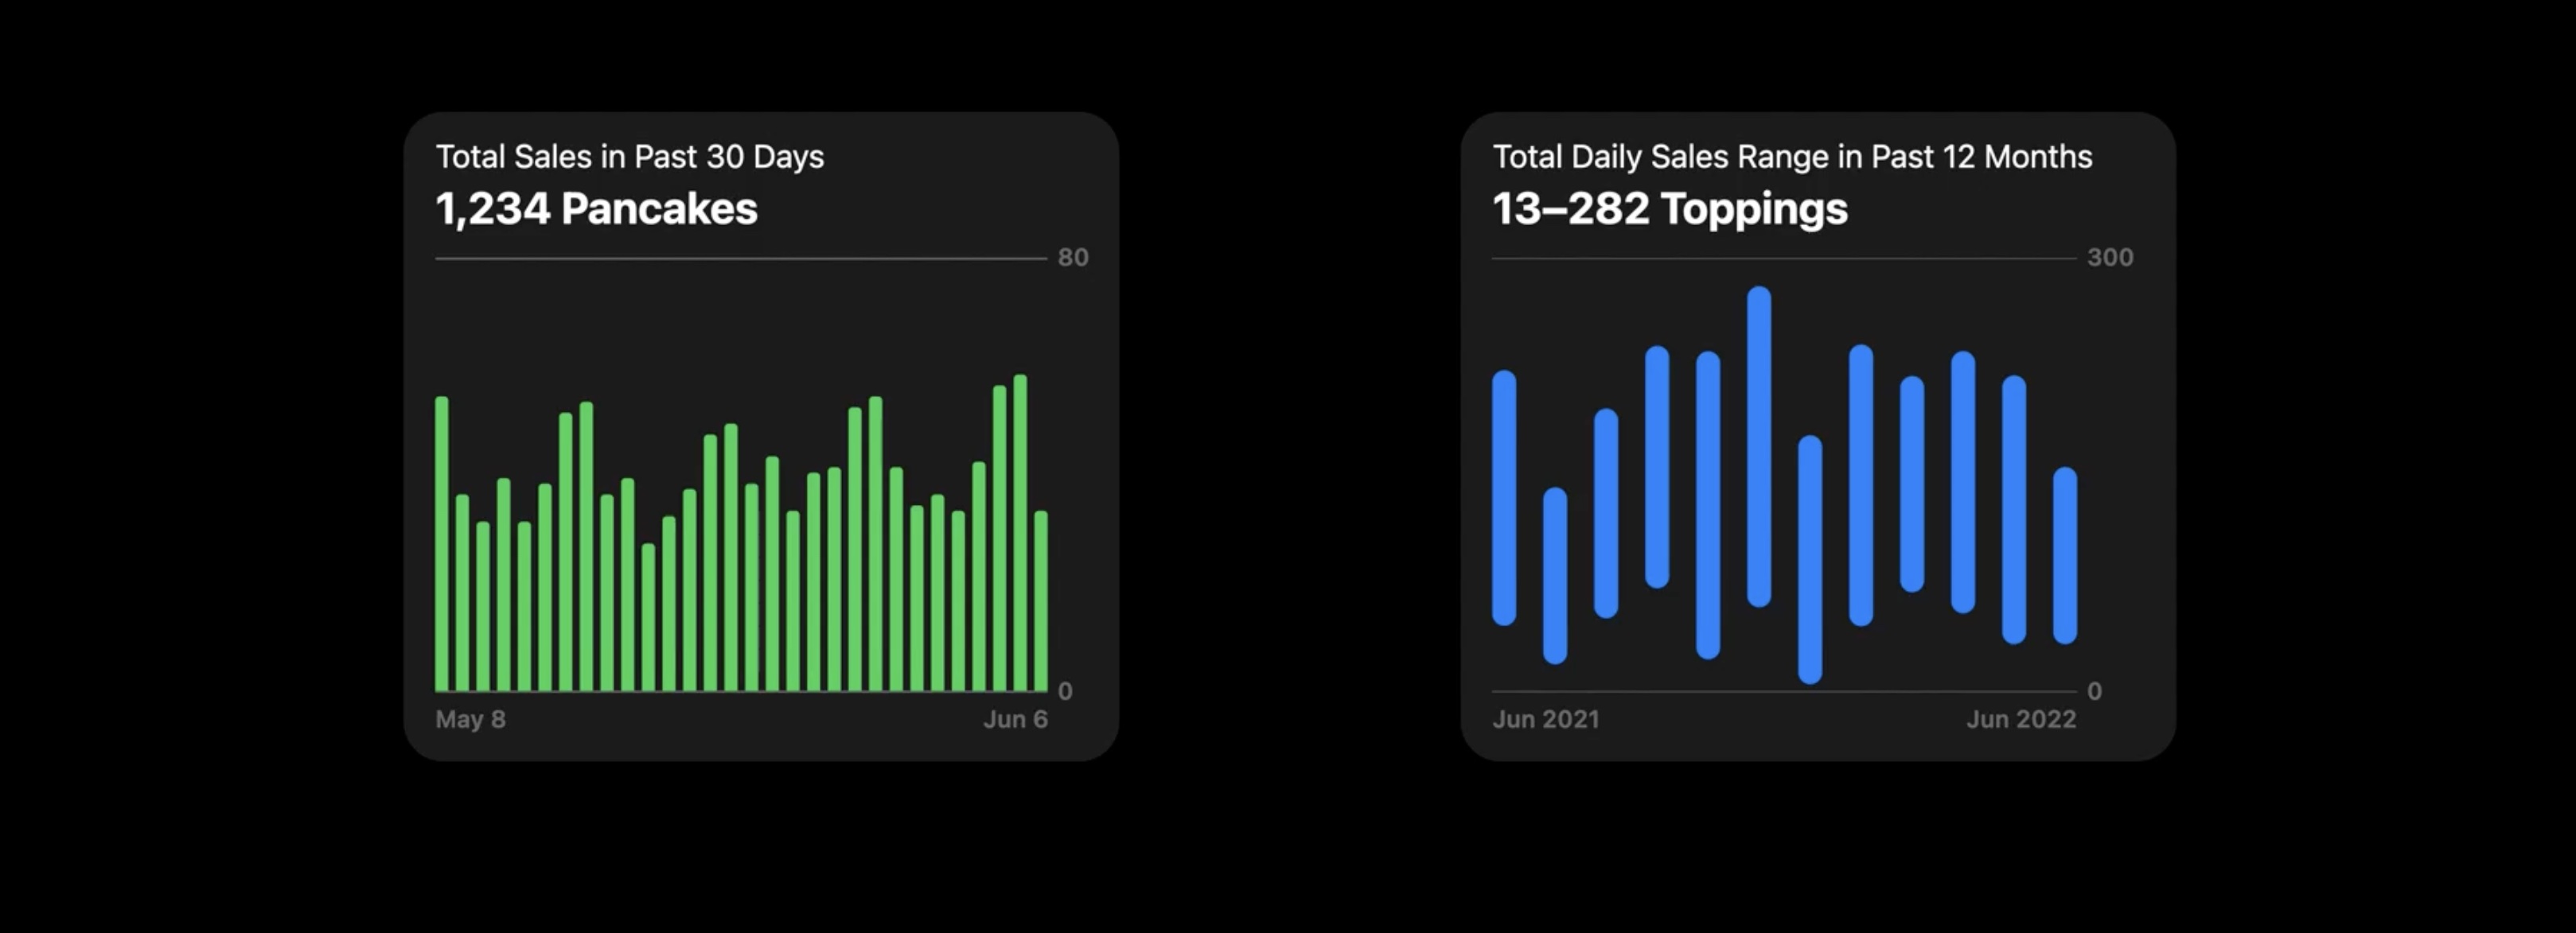 Total Sales in Past 30 Days
1,234 Pancakes
80
0
May 8
Jun 6
Total Daily Sales Range in Past 12 Months
13–282 Toppings
300
0
Jun 2021
Jun 2022